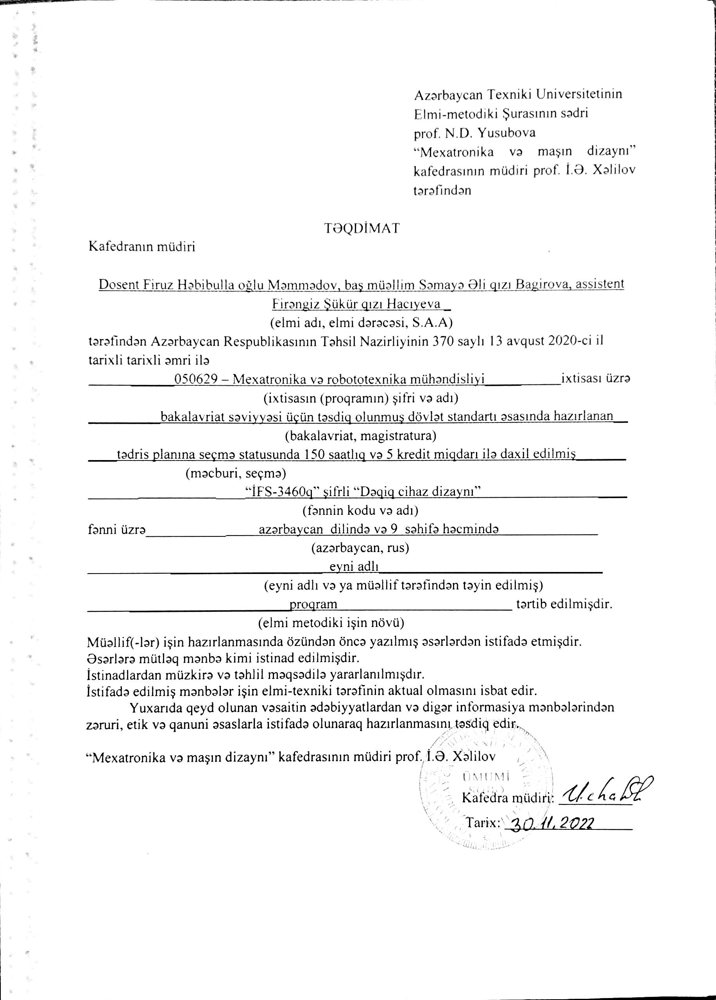 Azərbaycan Texniki Universitetinin
Elmi-metodiki Şurasının sədri
prof. N.D. Yusubova
“Mexatronika və maşın dizaynı”
kafedrasının müdiri prof. İ.Ə. Xəlilov
tərəfindən
TƏQDİMAT
Kafedranın müdiri
Dosent Firuz Həbibulla oğlu Məmmədov, baş müəllim Səmayə Əli qızı Bagirova, assistent
Firəngiz Şükür qızı Hacıyeva _
(elmi adı, elmi dərəcəsi, S.A.A)
tərəfindən Azərbaycan Respublikasının Təhsil Nazirliyinin 370 saylı 13 avqust 2020-ci il
tarixli tarixli əmri ilə
050629 – Mexatronika və robototexnika mühəndisliyi ixtisası üzrə
(ixtisasın (proqramın) şifri və adı)
bakalavriat səviyyəsi üçün təsdiq olunmuş dövlət standartı əsasında hazırlanan
(bakalavriat, magistratura)
tədris planına seçmə statusunda 150 saatlıq və 5 kredit miqdarı ilə daxil edilmiş
(məcburi, seçmə)
“İFS-3460q” şifrli “Dəqiq cihaz dizaynı”
(fənnin kodu və adı)
fənni üzrə azərbaycan dilində və 9 səhifə həcmində
(azərbaycan, rus)
eyni adlı
(eyni adlı və ya müəllif tərəfindən təyin edilmiş)
proqram tərtib edilmişdir.
(elmi metodiki işin növü)
Müəllif(-lər) işin hazırlanmasında özündən öncə yazılmış əsərlərdən istifadə etmişdir.
Əsərlərə mütləq mənbə kimi istinad edilmişdir.
İstinadlardan müzkirə və təhlil məqsədilə yararlanılmışdır.
İstifadə edilmiş mənbələr işin elmi-texniki tərəfinin aktual olmasını isbat edir.
Yuxarıda qeyd olunan vəsaitin ədəbiyyatlardan və digər informasiya mənbələrindən
zəruri, etik və qanuni əsaslarla istifadə olunaraq hazırlanmasını təsdiq edir.
“Mexatronika və maşın dizaynı” kafedrasının müdiri prof. İ.Ə. Xəlilov
ÜMUMİ
Kafedra müdiri:
Tarix: 30.11.2022